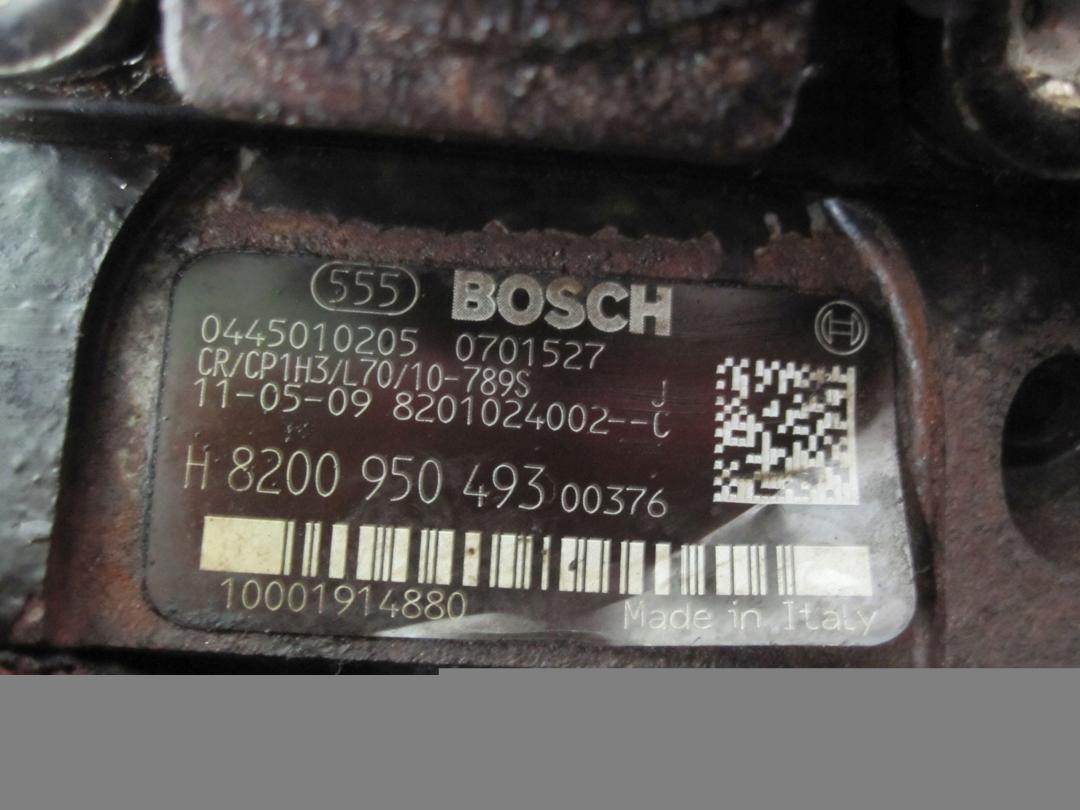 555 BOSCH
0445010205 0701527
CR/CP1H3/L70/10-789S J
11-05-09 8201024002--C
H 8200 950 493 00376
10001914880
Made in Italy